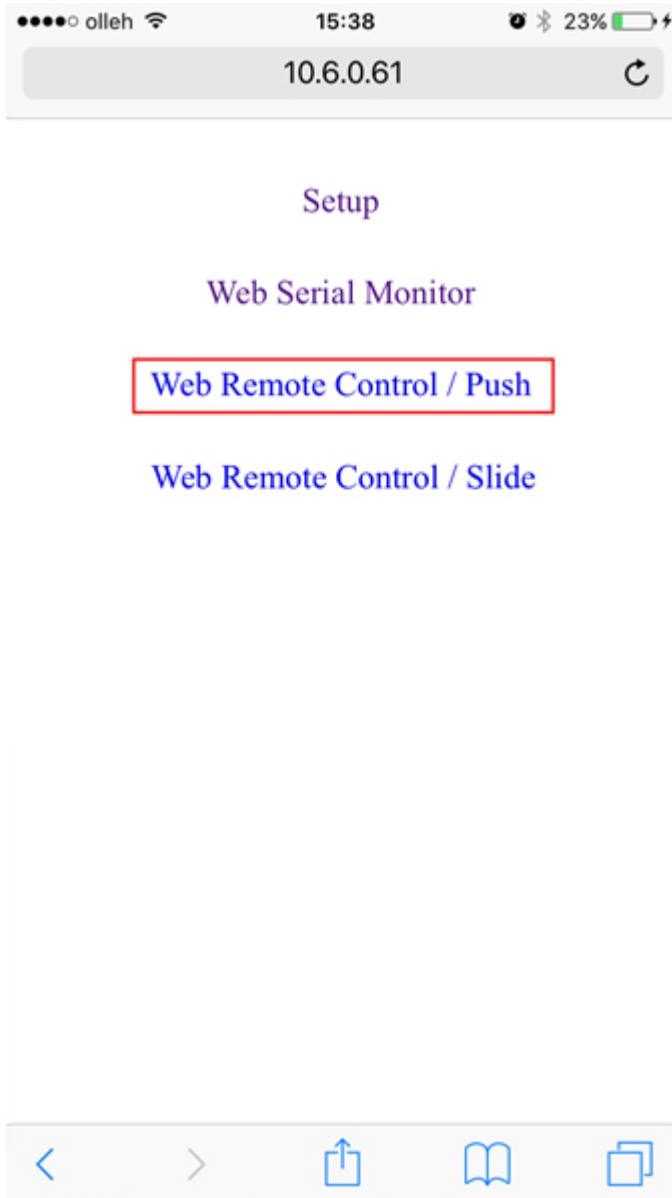 olleh 15:38 23%
10.6.0.61
Setup
Web Serial Monitor
Web Remote Control / Push
Web Remote Control / Slide